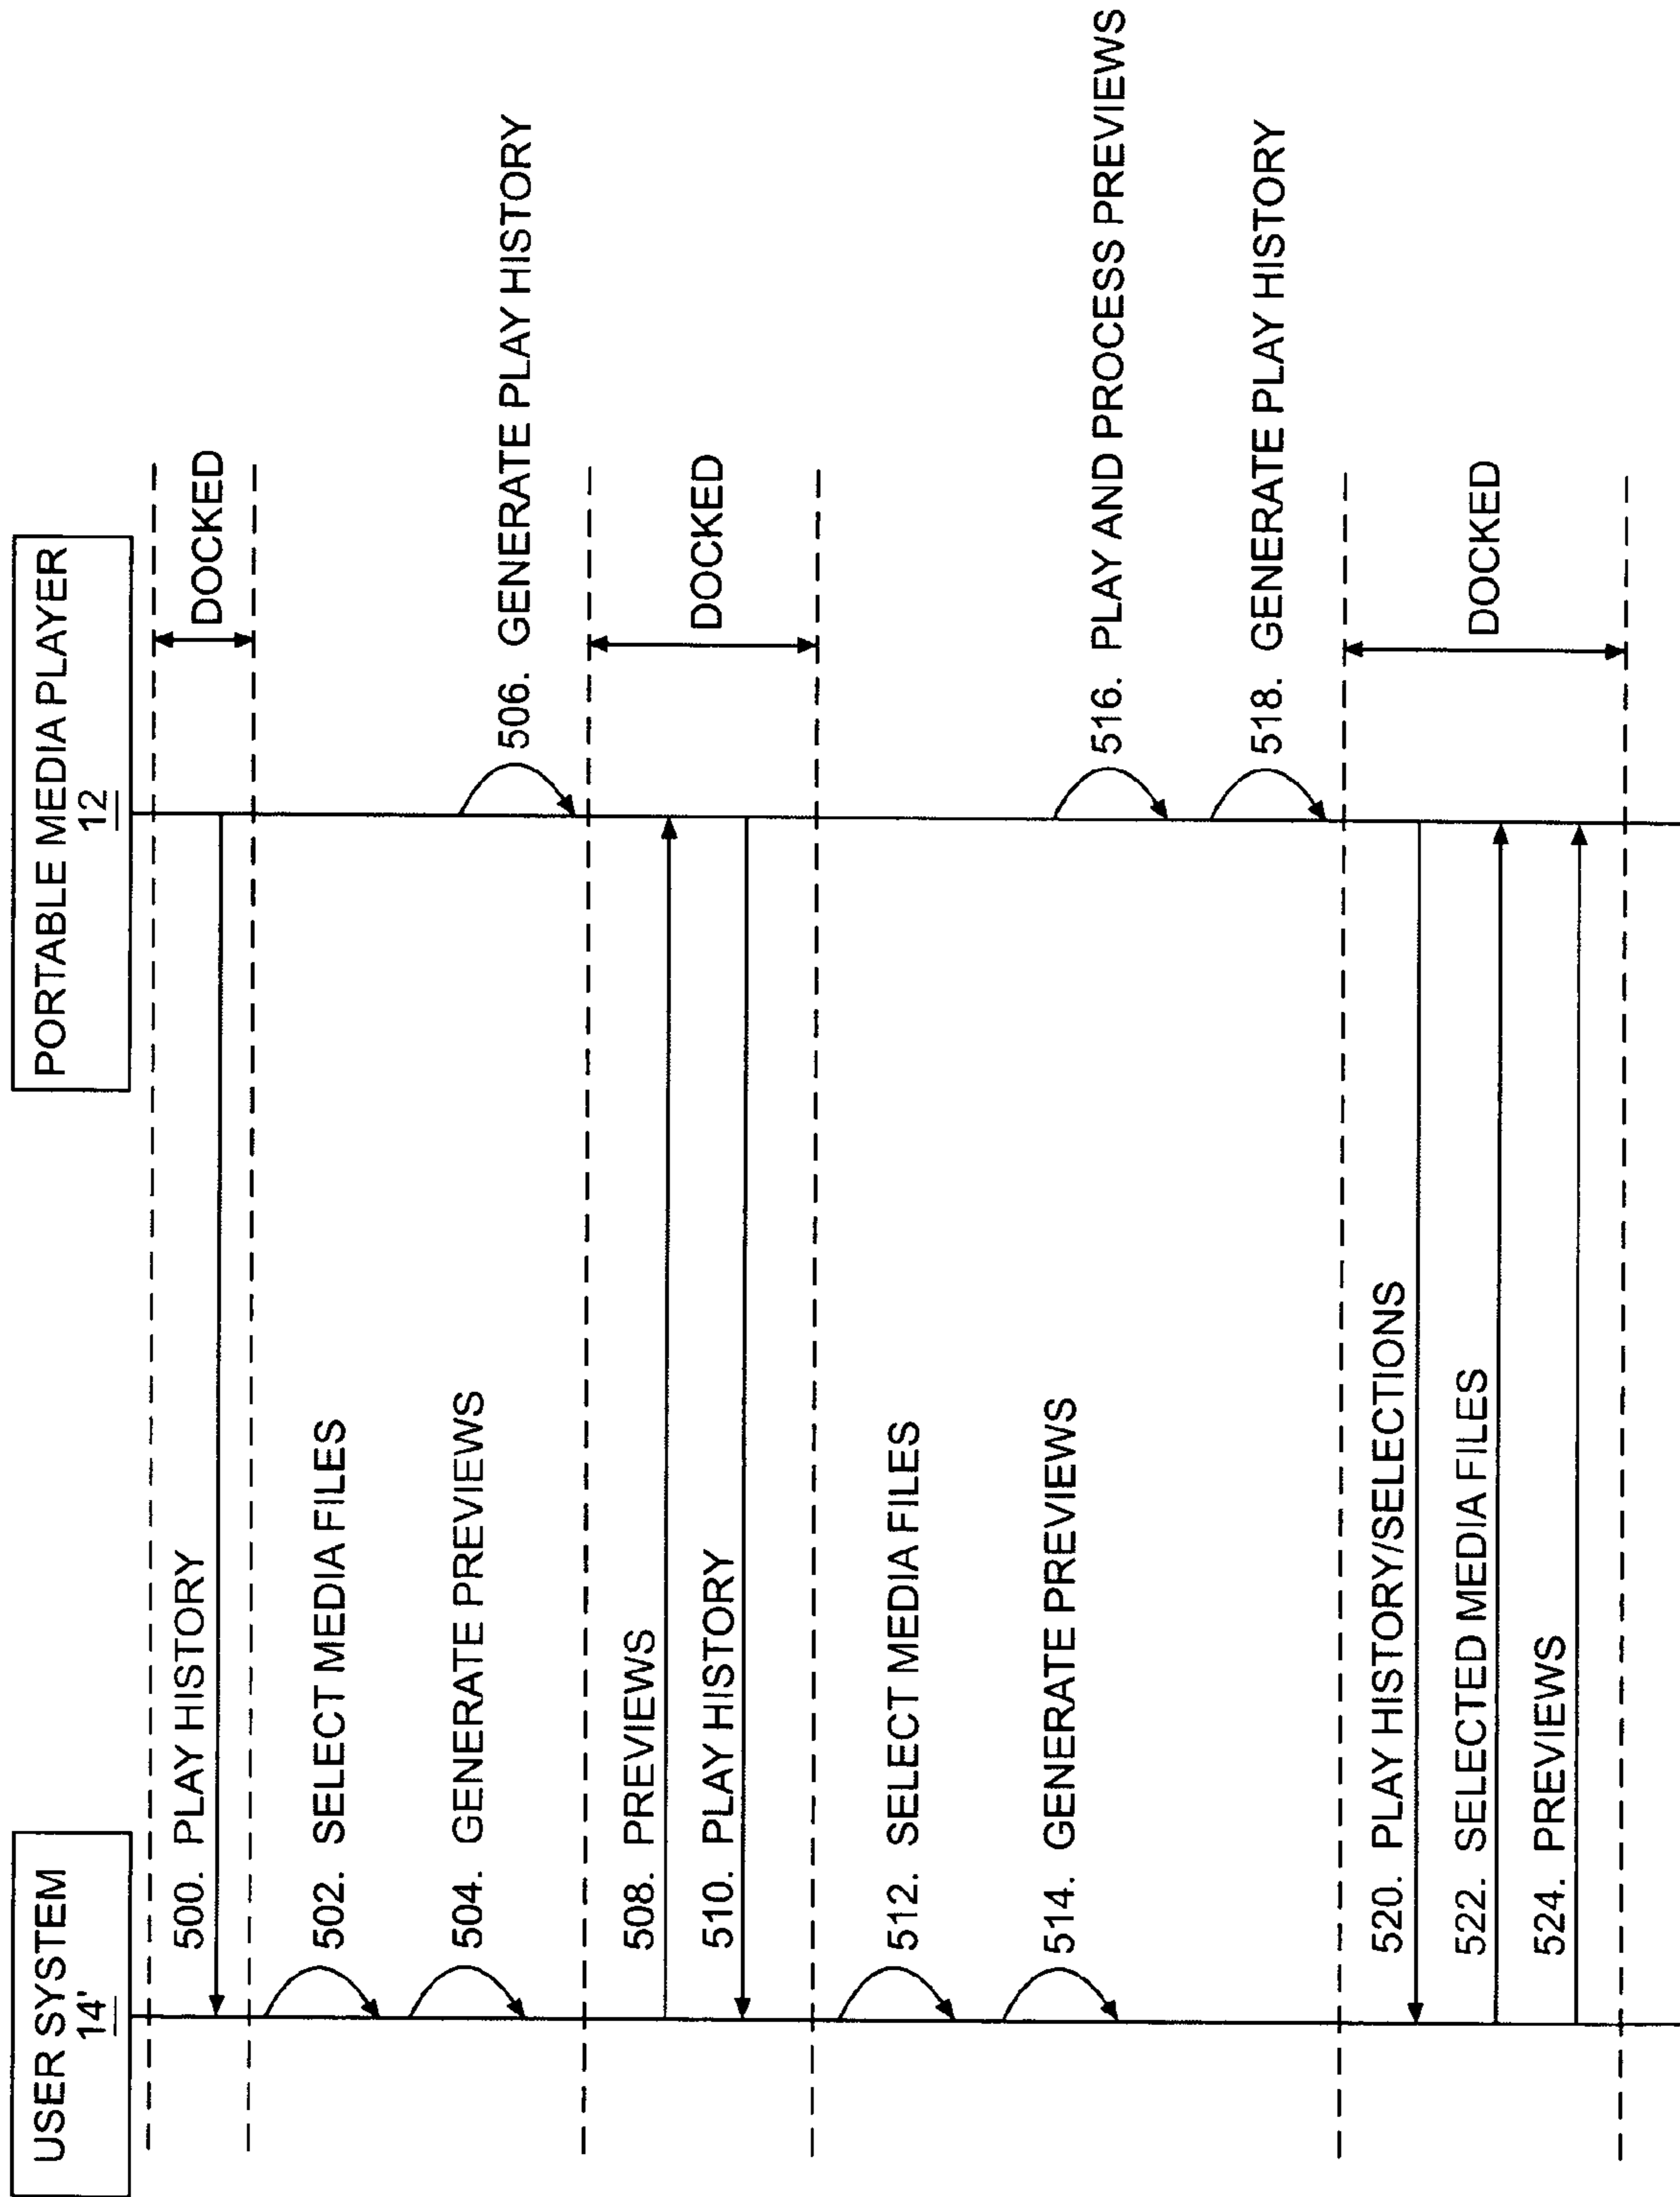 USER SYSTEM
14'
PORTABLE MEDIA PLAYER
12
DOCKED
500. PLAY HISTORY
502. SELECT MEDIA FILES
504. GENERATE PREVIEWS
506. GENERATE PLAY HISTORY
DOCKED
508. PREVIEWS
510. PLAY HISTORY
512. SELECT MEDIA FILES
514. GENERATE PREVIEWS
516. PLAY AND PROCESS PREVIEWS
518. GENERATE PLAY HISTORY
DOCKED
520. PLAY HISTORY/SELECTIONS
522. SELECTED MEDIA FILES
524. PREVIEWS